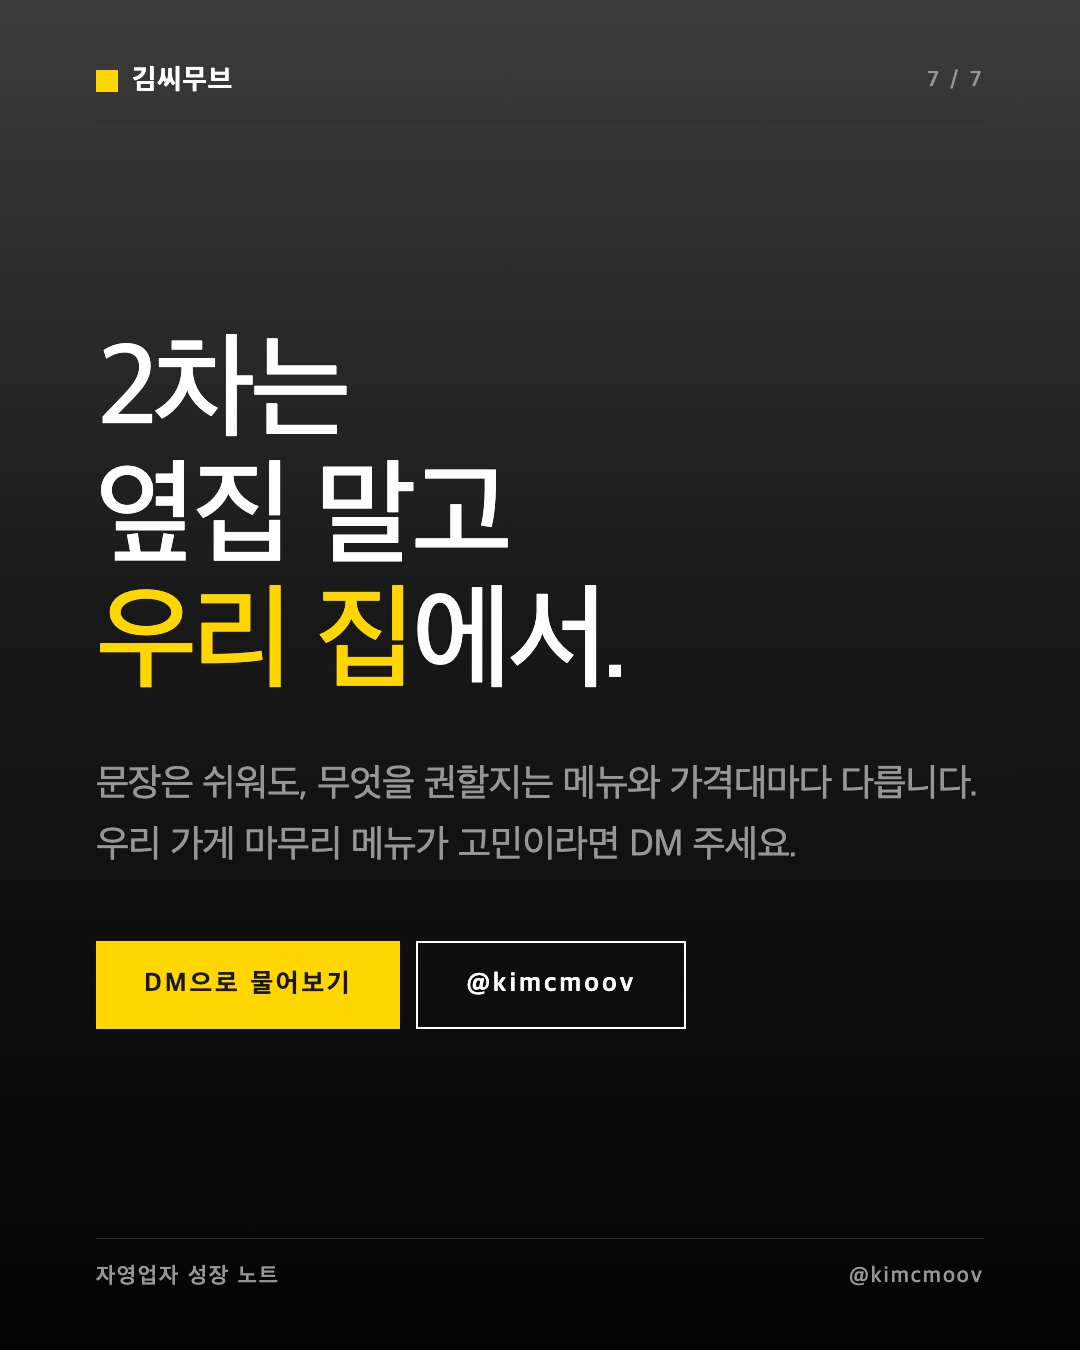 김씨무브
7 / 7
2차는
옆집 말고
우리 집에서.
문장은 쉬워도, 무엇을 권할지는 메뉴와 가격대마다 다릅니다.
우리 가게 마무리 메뉴가 고민이라면 DM 주세요.
DM으로 물어보기
@kimcmoov
자영업자 성장 노트
@kimcmoov